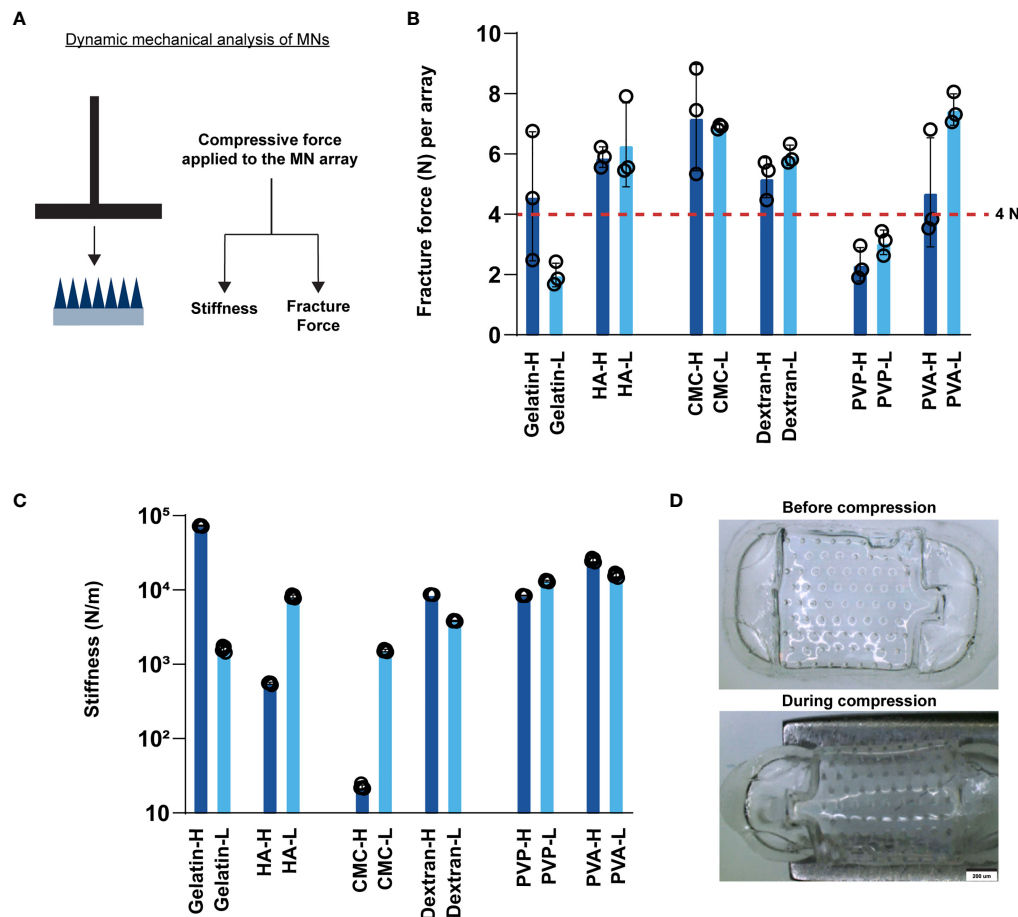 A
Dynamic mechanical analysis of MNs
Compressive force
applied to the MN array
Stiffness
Fracture
Force
B
Fracture force (N) per array
10
8
6
4
2
0
4 N
Gelatin-H
Gelatin-L
HA-H
HA-L
CMC-H
CMC-L
Dextran-H
Dextran-L
PVP-H
PVP-L
PVA-H
PVA-L
C
Stiffness (N/m)
10⁵
10⁴
10³
10²
10
Gelatin-H
Gelatin-L
HA-H
HA-L
CMC-H
CMC-L
Dextran-H
Dextran-L
PVP-H
PVP-L
PVA-H
PVA-L
D
Before compression
During compression
200 um